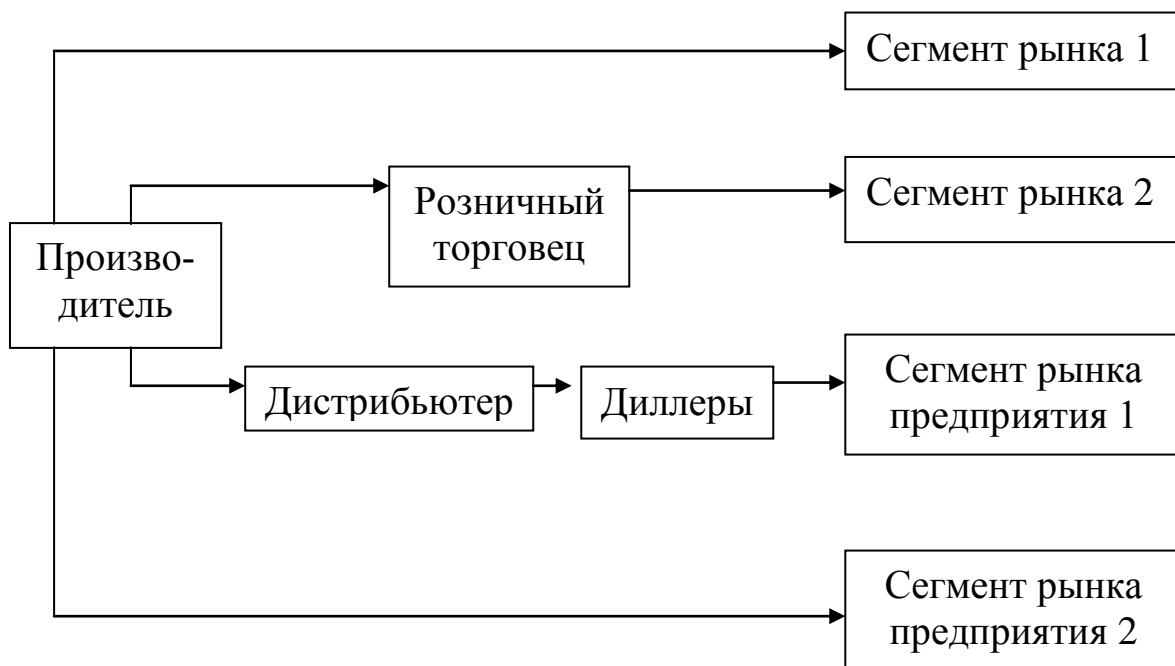 Сегмент рынка 1
Розничный
торговец
Сегмент рынка 2
Произво-
дитель
Дистрибьютер
Диллеры
Сегмент рынка
предприятия 1
Сегмент рынка
предприятия 2